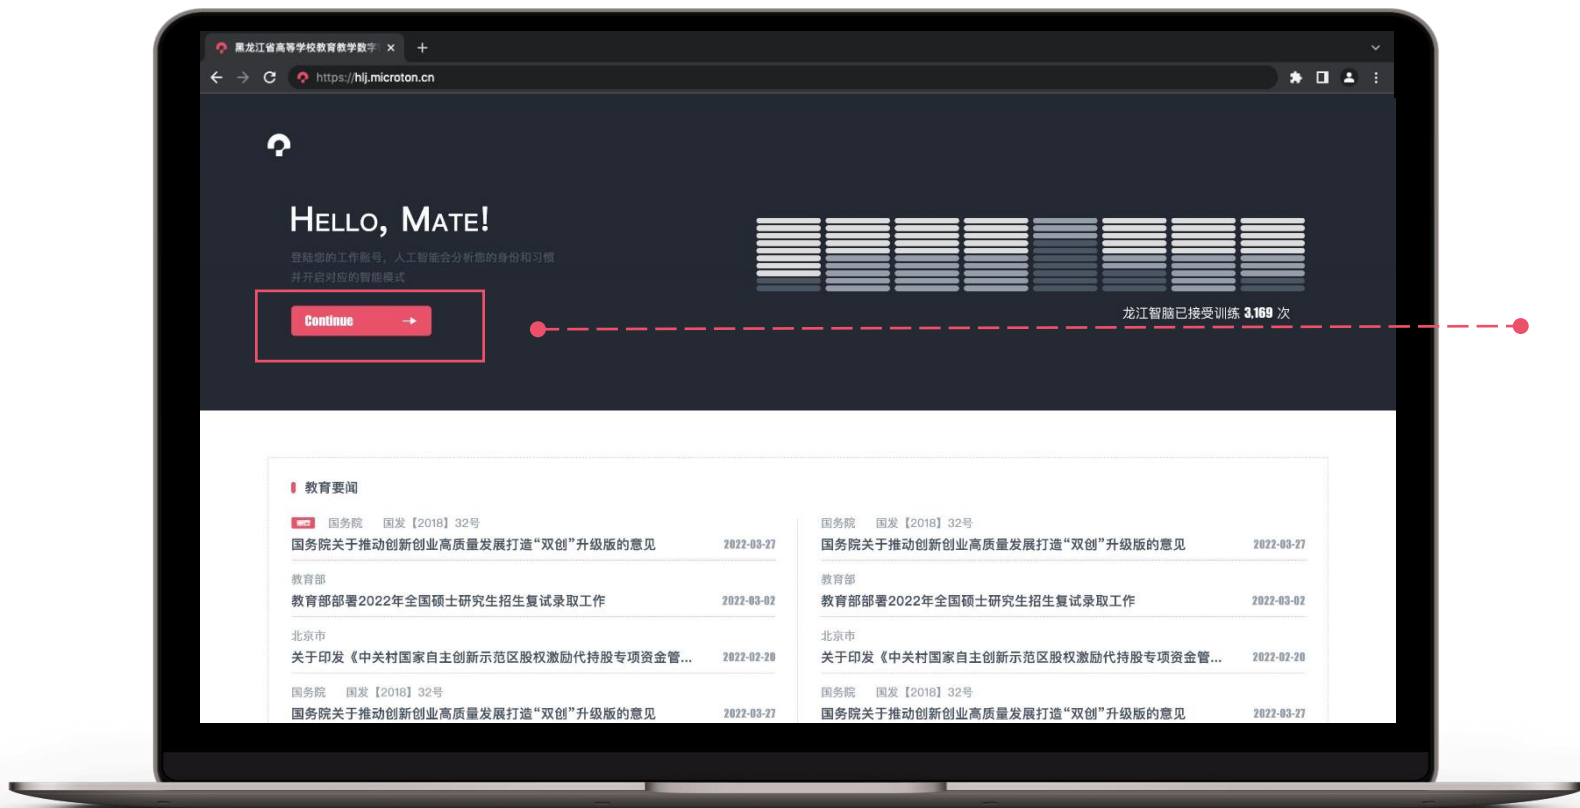 黑龙江省高等学校教育教学数字
https://hlj.microton.cn
HELLO, MATE!
登陆您的工作账号，人工智能会分析您的身份和习惯
并开启对应的智能模式
Continue
龙江智脑已接受训练 3,169 次
教育要闻
国务院 国发【2018】32号
国务院关于推动创新创业高质量发展打造“双创”升级版的意见 2022-03-27
教育部
教育部部署2022年全国硕士研究生招生复试录取工作 2022-03-02
北京市
关于印发《中关村国家自主创新示范区股权激励代持股专项资金管... 2022-02-20
国务院 国发【2018】32号
国务院关于推动创新创业高质量发展打造“双创”升级版的意见 2022-03-27
国务院 国发【2018】32号
国务院关于推动创新创业高质量发展打造“双创”升级版的意见 2022-03-27
教育部
教育部部署2022年全国硕士研究生招生复试录取工作 2022-03-02
北京市
关于印发《中关村国家自主创新示范区股权激励代持股专项资金管... 2022-02-20
国务院 国发【2018】32号
国务院关于推动创新创业高质量发展打造“双创”升级版的意见 2022-03-27